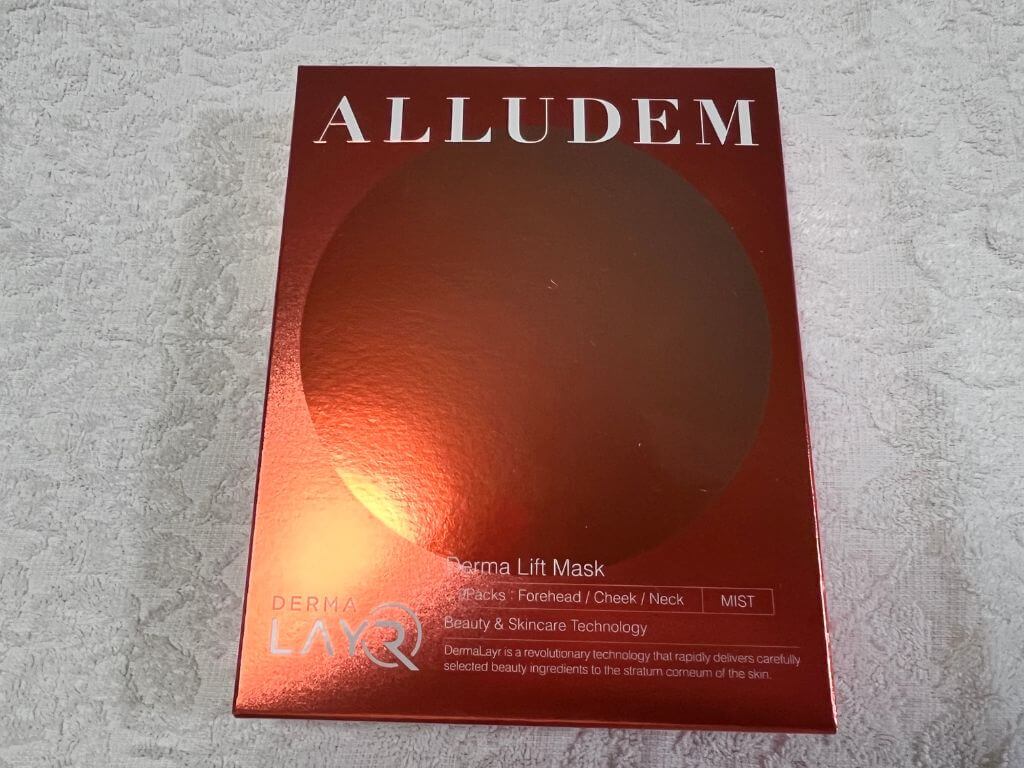 ALLUDEM
Derma Lift Mask
Packs : Forehead / Cheek / Neck
MIST
Beauty & Skincare Technology
DERMA
LAYR
DermaLayr is a revolutionary technology that rapidly delivers carefully
selected beauty ingredients to the stratum corneum of the skin.